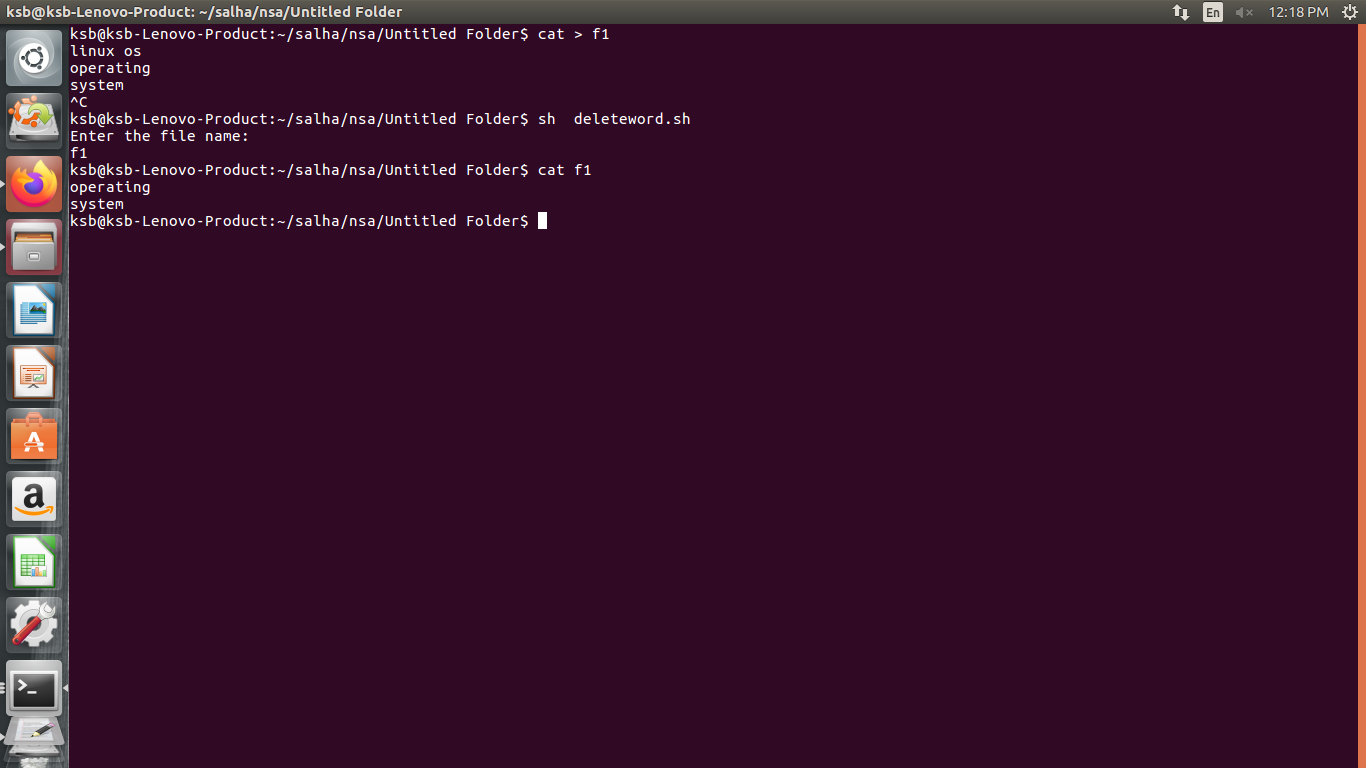 ksb@ksb-Lenovo-Product: ~/salha/nsa/Untitled Folder
En
12:18 PM
ksb@ksb-Lenovo-Product:~/salha/nsa/Untitled Folder$ cat > f1
linux os
operating
system
^C
ksb@ksb-Lenovo-Product:~/salha/nsa/Untitled Folder$ sh  deleteword.sh
Enter the file name:
f1
ksb@ksb-Lenovo-Product:~/salha/nsa/Untitled Folder$ cat f1
operating
system
ksb@ksb-Lenovo-Product:~/salha/nsa/Untitled Folder$